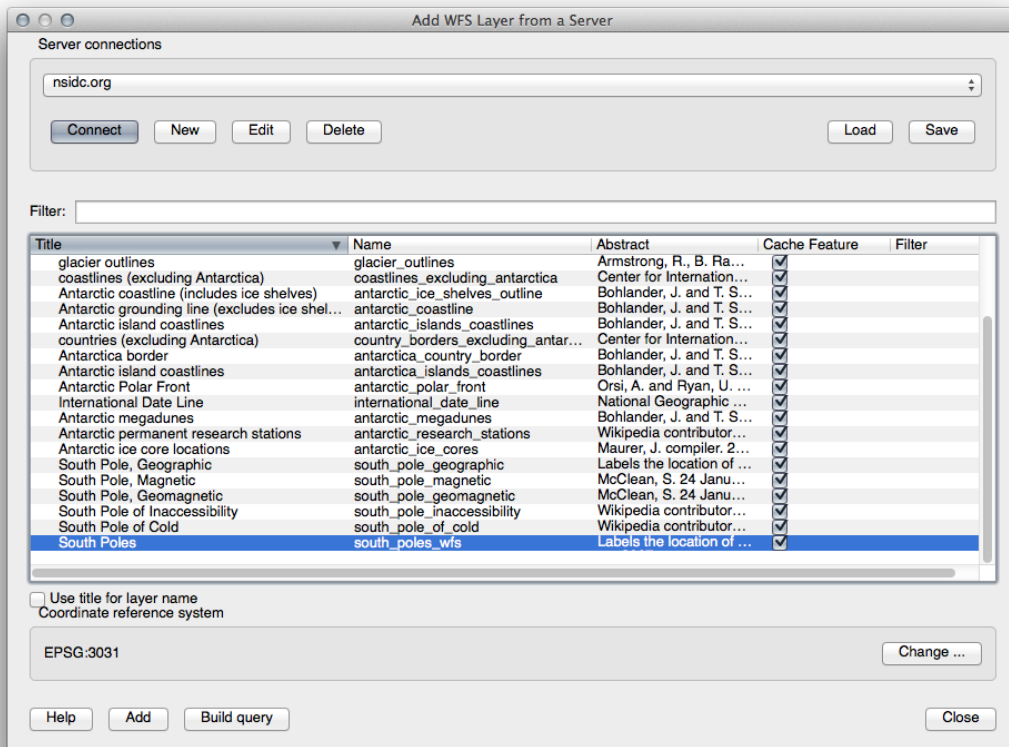 Add WFS Layer from a Server
Server connections
nsidc.org
Connect New Edit Delete Load Save
Filter:
Title Name Abstract Cache Feature Filter
glacier outlines glacier_outlines Armstrong, R., B. Ra...
coastlines (excluding Antarctica) coastlines_excluding_antarctica Center for Internation...
Antarctic coastline (includes ice shelves) antarctic_ice_shelves_outline Bohlander, J. and T. S...
Antarctic grounding line (excludes ice shel... antarctic_coastline Bohlander, J. and T. S...
Antarctic island coastlines antarctic_islands_coastlines Bohlander, J. and T. S...
countries (excluding Antarctica) country_borders_excluding_antar... Center for Internation...
Antarctica border antarctica_country_border Bohlander, J. and T. S...
Antarctic island coastlines antarctica_islands_coastlines Bohlander, J. and T. S...
Antarctic Polar Front antarctic_polar_front Orsi, A. and Ryan, U. ...
International Date Line international_date_line National Geographic ...
Antarctic megadunes antarctic_megadunes Bohlander, J. and T. S...
Antarctic permanent research stations antarctic_research_stations Wikipedia contributor...
Antarctic ice core locations antarctic_ice_cores Maurer, J. compiler. 2...
South Pole, Geographic south_pole_geographic Labels the location of ...
South Pole, Magnetic south_pole_magnetic McClean, S. 24 Janu...
South Pole, Geomagnetic south_pole_geomagnetic McClean, S. 24 Janu...
South Pole of Inaccessibility south_pole_inaccessibility Wikipedia contributor...
South Pole of Cold south_pole_of_cold Wikipedia contributor...
South Poles south_poles_wfs Labels the location of ...
Use title for layer name
Coordinate reference system
EPSG:3031 Change ...
Help Add Build query Close